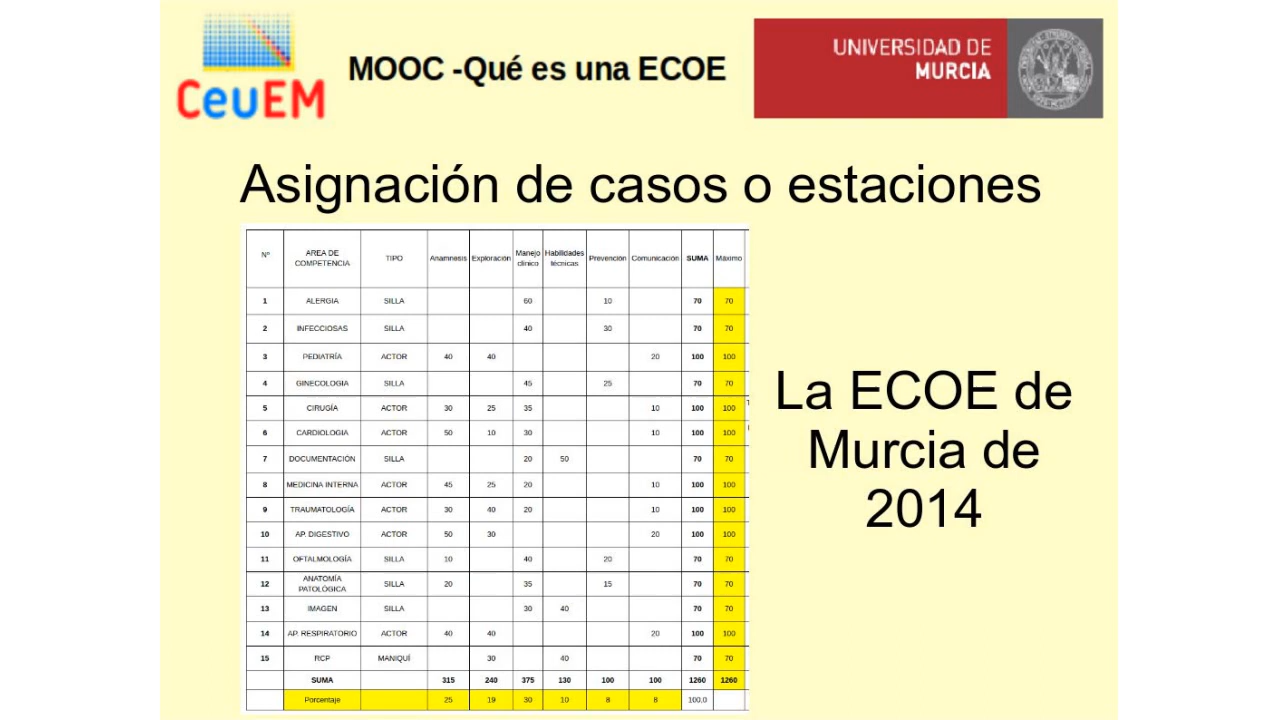 CeuEM
MOOC -Qué es una ECOE
UNIVERSIDAD DE
MURCIA
Asignación de casos o estaciones
Nº AREA DE COMPETENCIA TIPO Anamnesis Exploración Manejo clínico Habilidades técnicas Prevención Comunicación SUMA Máximo
1 ALERGIA SILLA 60 10 70 70
2 INFECCIOSAS SILLA 40 30 70 70
3 PEDIATRÍA ACTOR 40 40 20 100 100
4 GINECOLOGIA SILLA 45 25 70 70
5 CIRUGÍA ACTOR 30 25 35 10 100 100
6 CARDIOLOGIA ACTOR 50 10 30 10 100 100
7 DOCUMENTACIÓN SILLA 20 50 70 70
8 MEDICINA INTERNA ACTOR 45 25 20 10 100 100
9 TRAUMATOLOGÍA ACTOR 30 40 20 10 100 100
10 AP. DIGESTIVO ACTOR 50 30 20 100 100
11 OFTALMOLOGÍA SILLA 10 40 20 70 70
12 ANATOMÍA PATOLÓGICA SILLA 20 35 15 70 70
13 IMAGEN SILLA 30 40 70 70
14 AP. RESPIRATORIO ACTOR 40 40 20 100 100
15 RCP MANIQUÍ 30 40 70 70
SUMA 315 240 375 130 100 100 1260 1260
Porcentaje 25 19 30 10 8 8 100,0
La ECOE de
Murcia de
2014